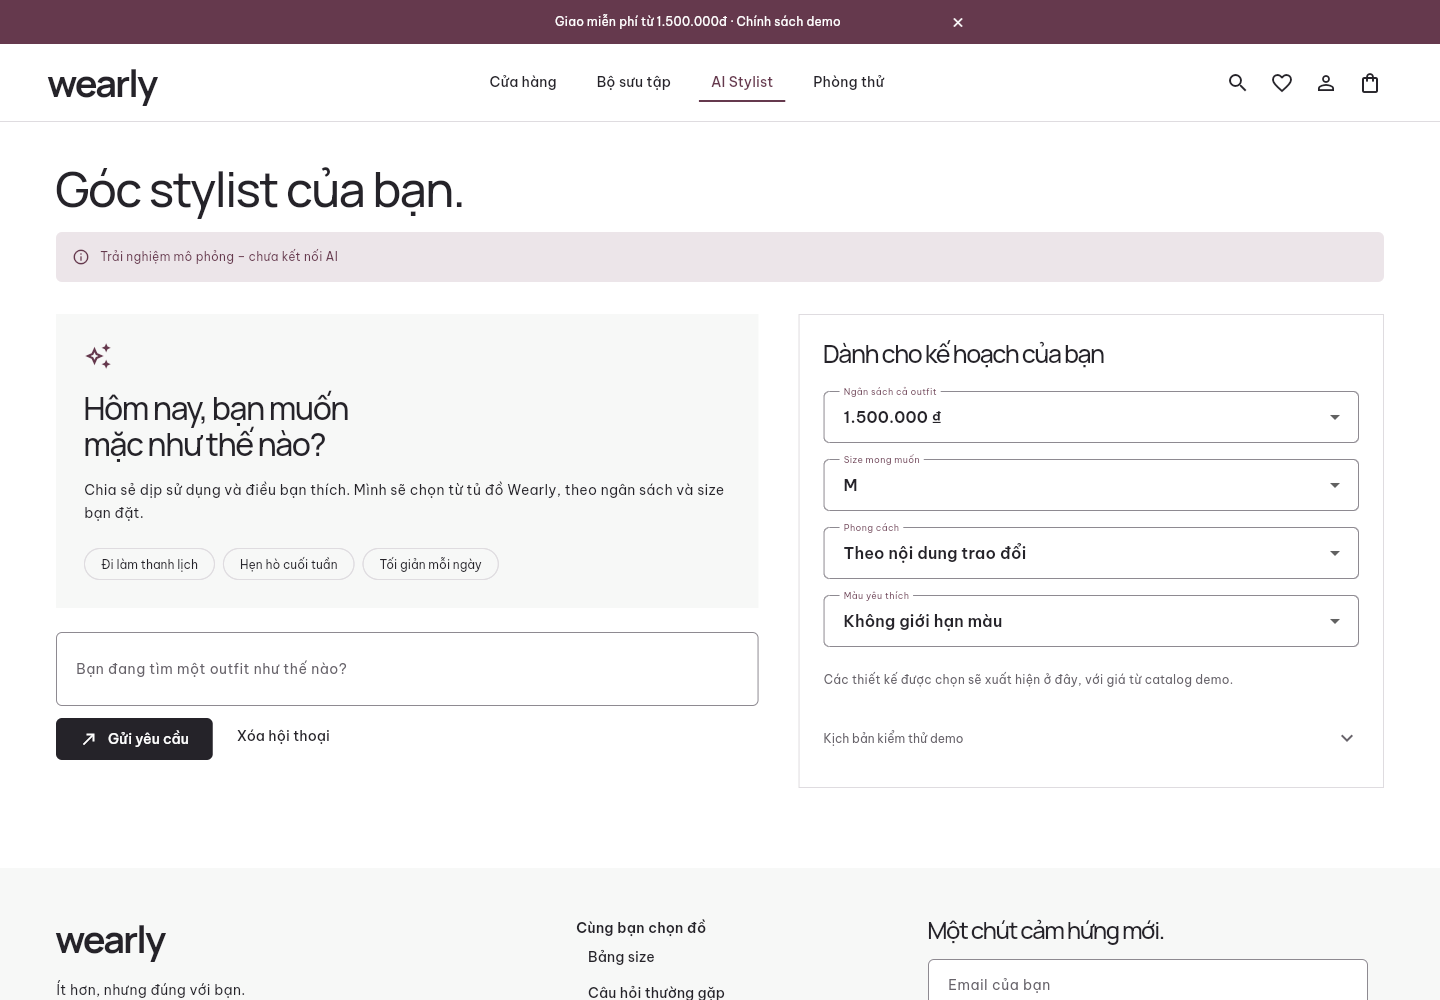 Giao miễn phí từ 1.500.000đ · Chính sách demo
wearly
Cửa hàng
Bộ sưu tập
AI Stylist
Phòng thử
Góc stylist của bạn.
Trải nghiệm mô phỏng – chưa kết nối AI
Hôm nay, bạn muốn
mặc như thế nào?
Chia sẻ dịp sử dụng và điều bạn thích. Mình sẽ chọn từ tủ đồ Wearly, theo ngân sách và size
bạn đặt.
Đi làm thanh lịch
Hẹn hò cuối tuần
Tối giản mỗi ngày
Bạn đang tìm một outfit như thế nào?
Gửi yêu cầu
Xóa hội thoại
Dành cho kế hoạch của bạn
Ngân sách cả outfit
1.500.000 ₫
Size mong muốn
M
Phong cách
Theo nội dung trao đổi
Màu yêu thích
Không giới hạn màu
Các thiết kế được chọn sẽ xuất hiện ở đây, với giá từ catalog demo.
Kịch bản kiểm thử demo
wearly
Ít hơn, nhưng đúng với bạn.
Cùng bạn chọn đồ
Bảng size
Câu hỏi thường gặp
Một chút cảm hứng mới.
Email của bạn